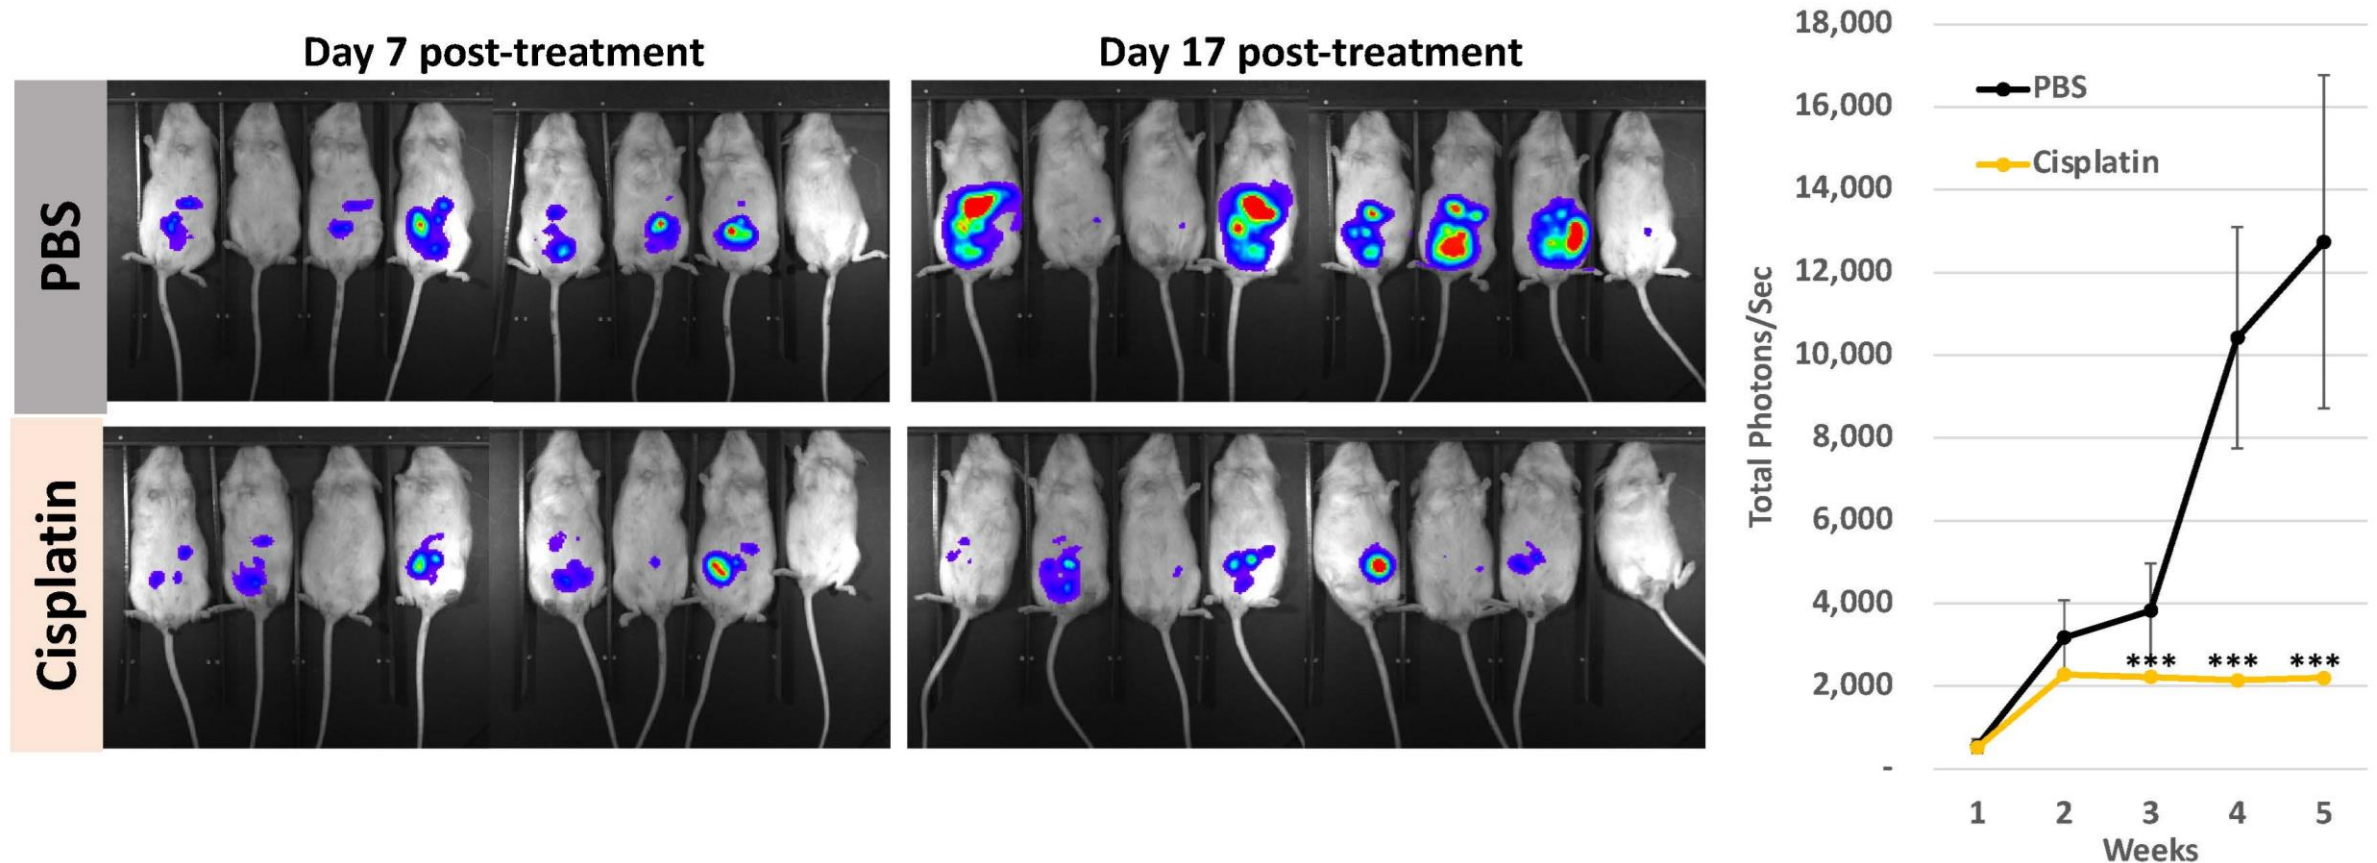 Day 7 post-treatment
Day 17 post-treatment
PBS
Cisplatin
18,000
16,000
14,000
12,000
10,000
8,000
6,000
4,000
2,000
-
Total Photons/Sec
PBS
Cisplatin
*** *** ***
1 2 3 4 5
Weeks